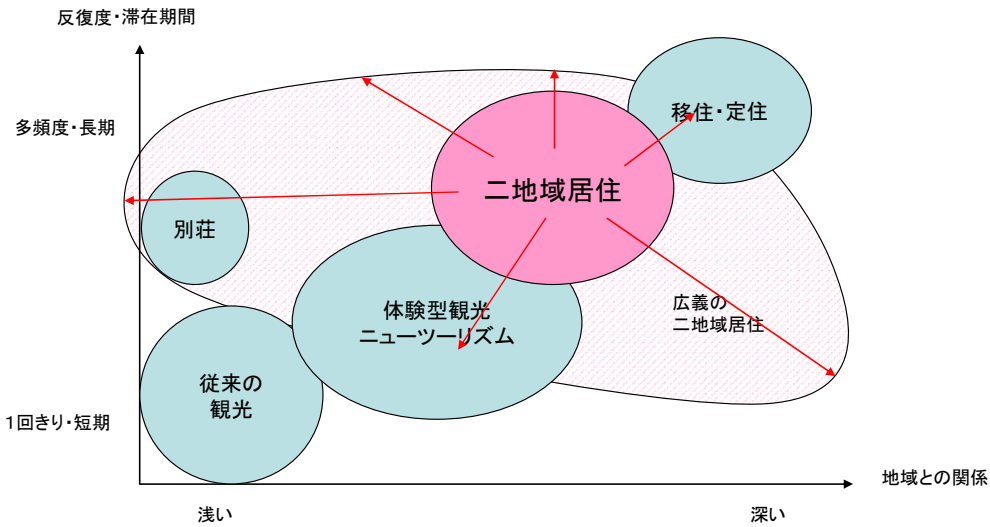 反復度・滞在期間
多頻度・長期
移住・定住
二地域居住
別荘
体験型観光
ニューツーリズム
広義の
二地域居住
従来の
観光
1回きり・短期
地域との関係
浅い
深い